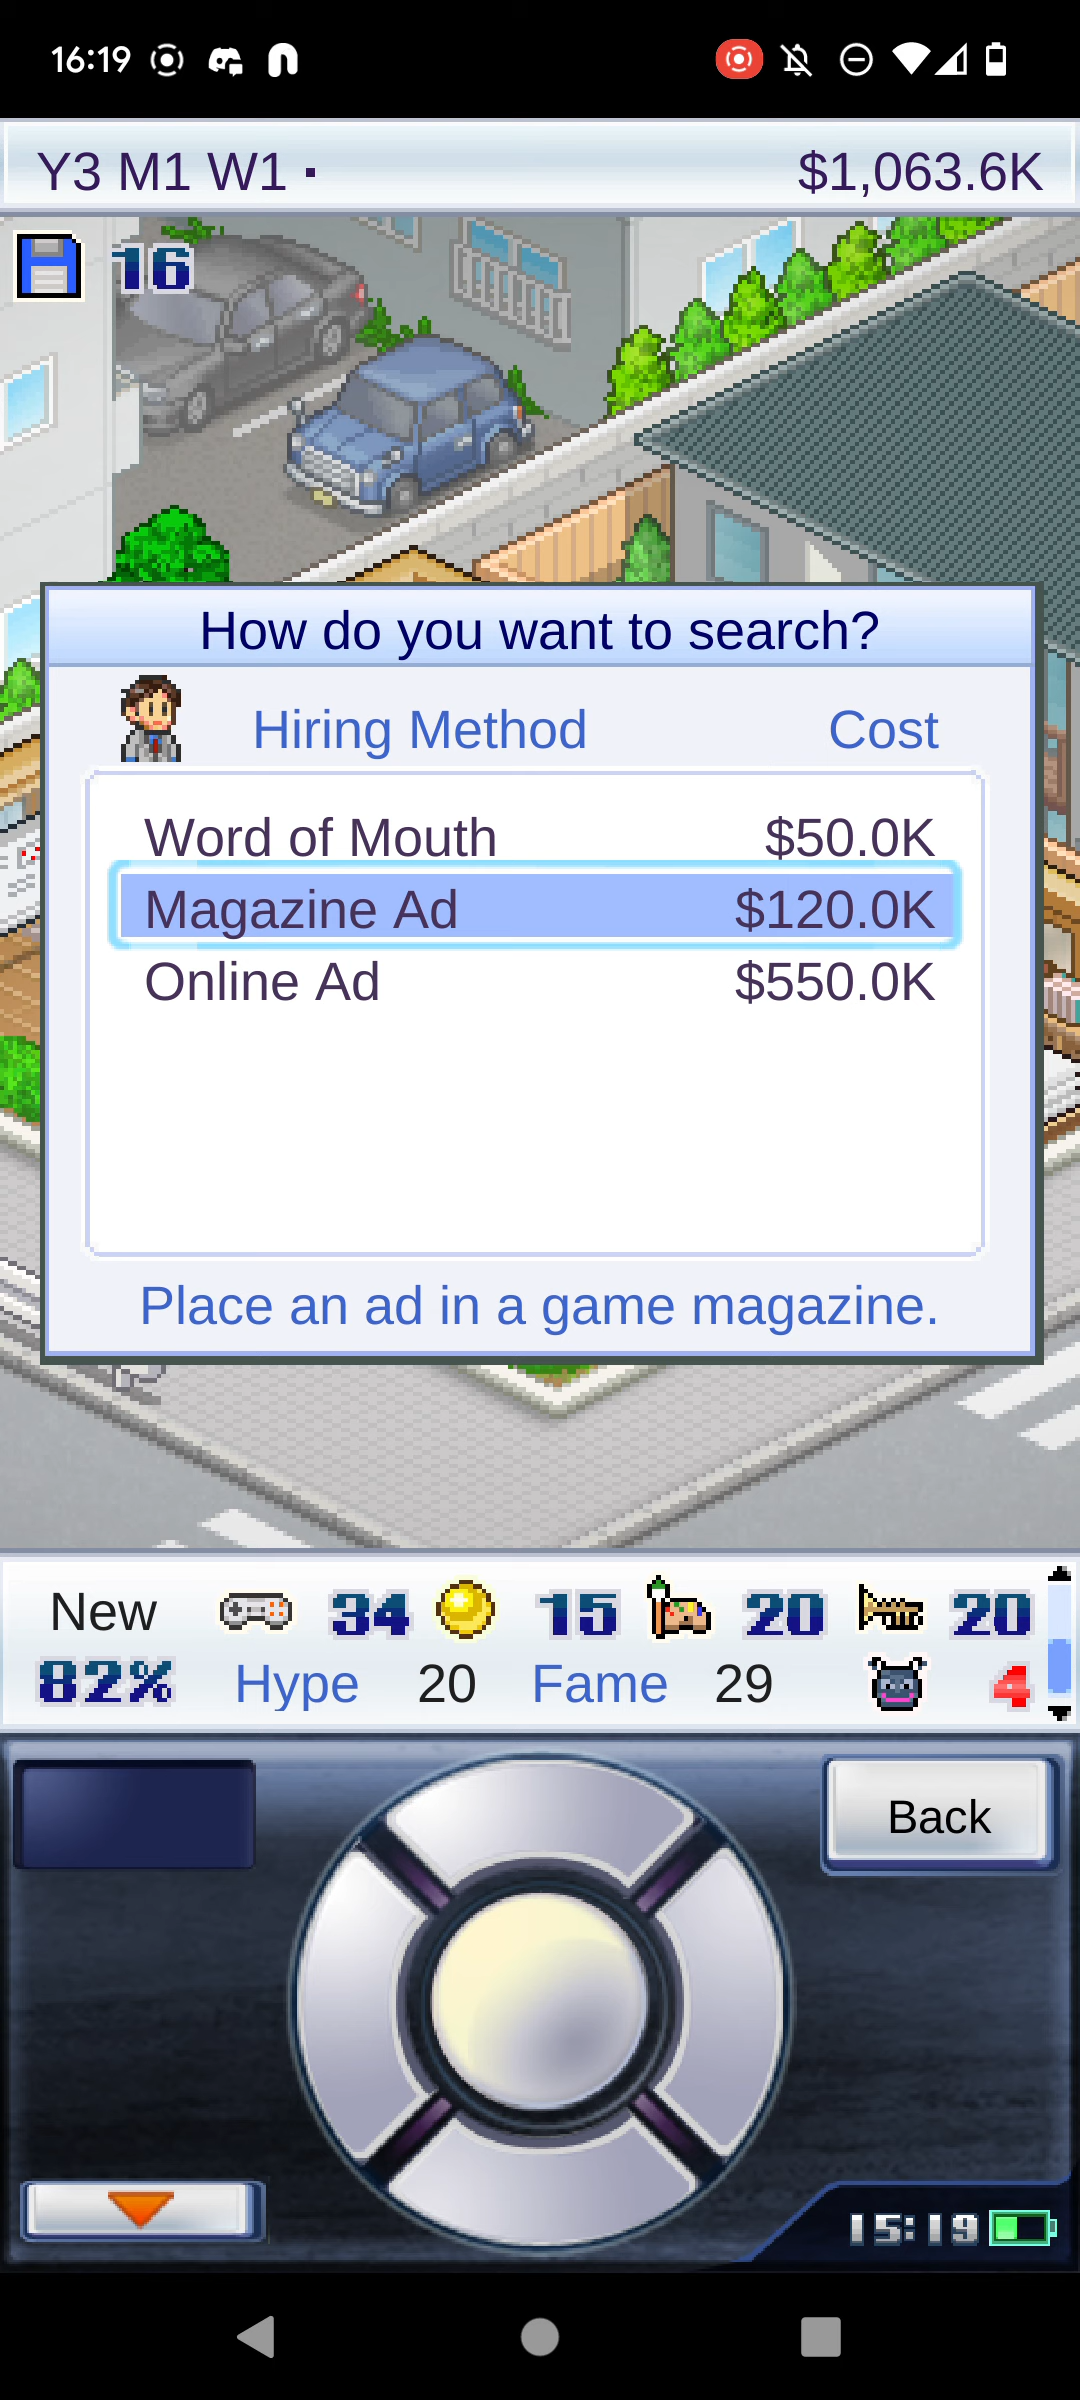 16:19
Y3 M1 W1 $1,063.6K
16
How do you want to search?
Hiring Method Cost
Word of Mouth $50.0K
Magazine Ad $120.0K
Online Ad $550.0K
Place an ad in a game magazine.
New 34 15 20 20
82% Hype 20 Fame 29 4
Back
15:19